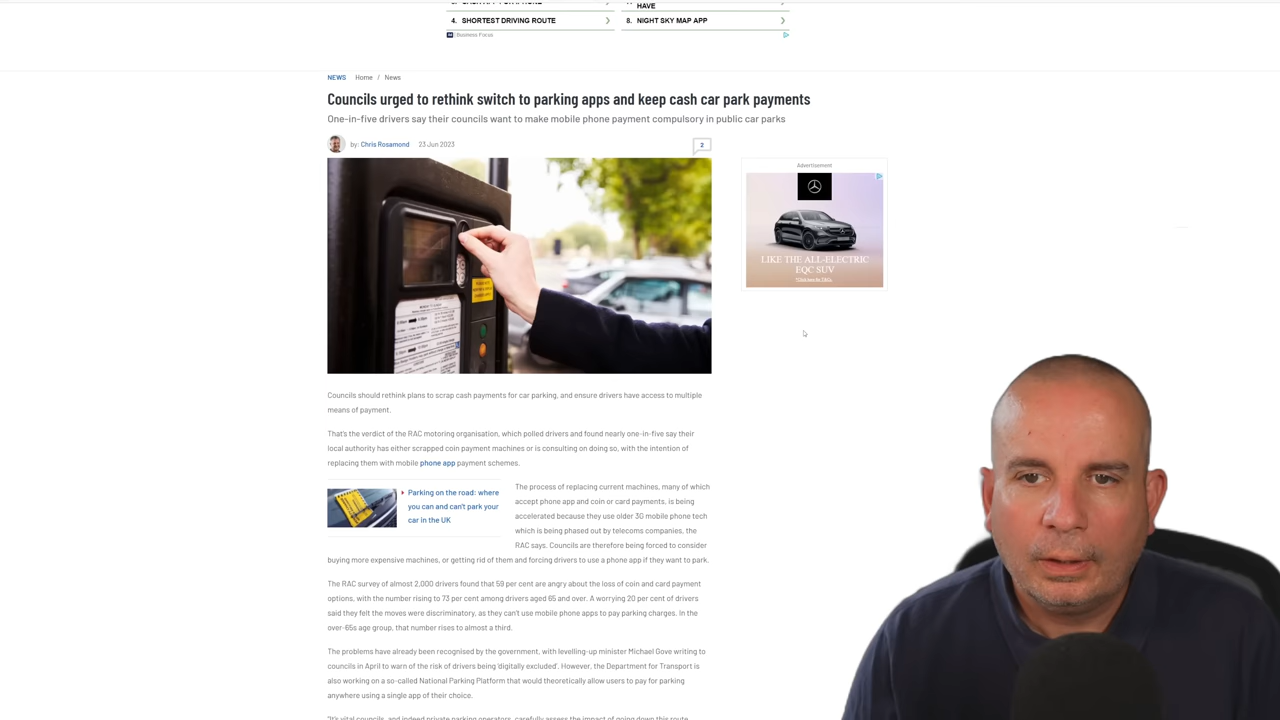 HAVE
4. SHORTEST DRIVING ROUTE
8. NIGHT SKY MAP APP
Business Focus
NEWS Home / News
Councils urged to rethink switch to parking apps and keep cash car park payments
One-in-five drivers say their councils want to make mobile phone payment compulsory in public car parks
by: Chris Rosamond 23 Jun 2023
2
Advertisement
LIKE THE ALL-ELECTRIC
EQC SUV
Councils should rethink plans to scrap cash payments for car parking, and ensure drivers have access to multiple
means of payment.
That's the verdict of the RAC motoring organisation, which polled drivers and found nearly one-in-five say their
local authority has either scrapped coin payment machines or is consulting on doing so, with the intention of
replacing them with mobile phone app payment schemes.
Parking on the road: where
you can and can't park your
car in the UK
The process of replacing current machines, many of which
accept phone app and coin or card payments, is being
accelerated because they use older 3G mobile phone tech
which is being phased out by telecoms companies, the
RAC says. Councils are therefore being forced to consider
buying more expensive machines, or getting rid of them and forcing drivers to use a phone app if they want to park.
The RAC survey of almost 2,000 drivers found that 59 per cent are angry about the loss of coin and card payment
options, with the number rising to 73 per cent among drivers aged 65 and over. A worrying 20 per cent of drivers
said they felt the moves were discriminatory, as they can't use mobile phone apps to pay parking charges. In the
over-65s age group, that number rises to almost a third.
The problems have already been recognised by the government, with levelling-up minister Michael Gove writing to
councils in April to warn of the risk of drivers being 'digitally excluded'. However, the Department for Transport is
also working on a so-called National Parking Platform that would theoretically allow users to pay for parking
anywhere using a single app of their choice.
"It's vital councils, and indeed private parking operators, carefully assess the impact of going down this route